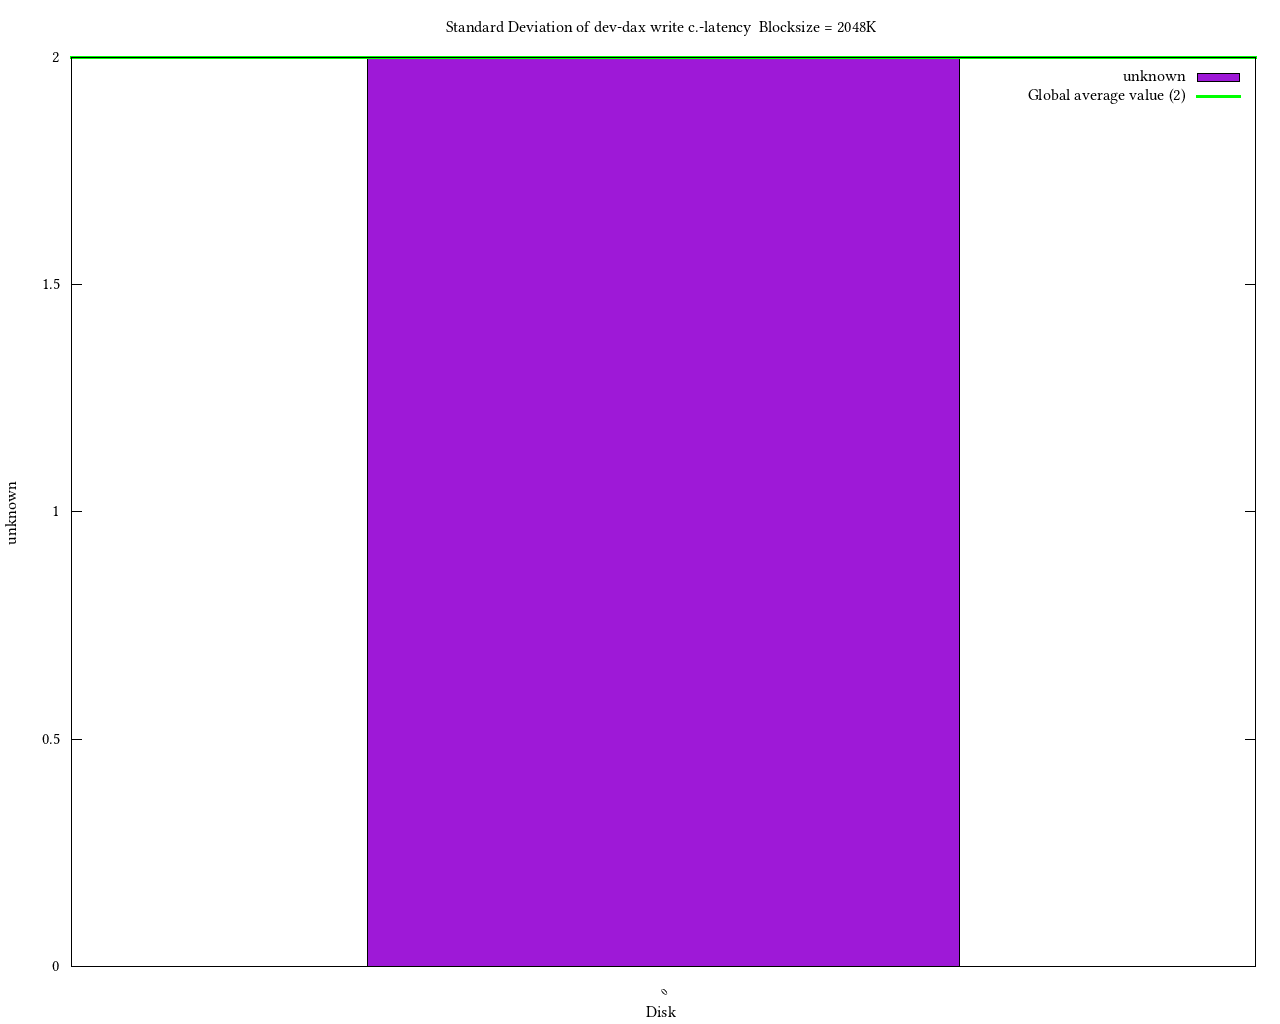 Standard Deviation of dev-dax write c.-latency  Blocksize = 2048K
unknown
Global average value (2)
2
1.5
1
0.5
0
unknown
0
Disk